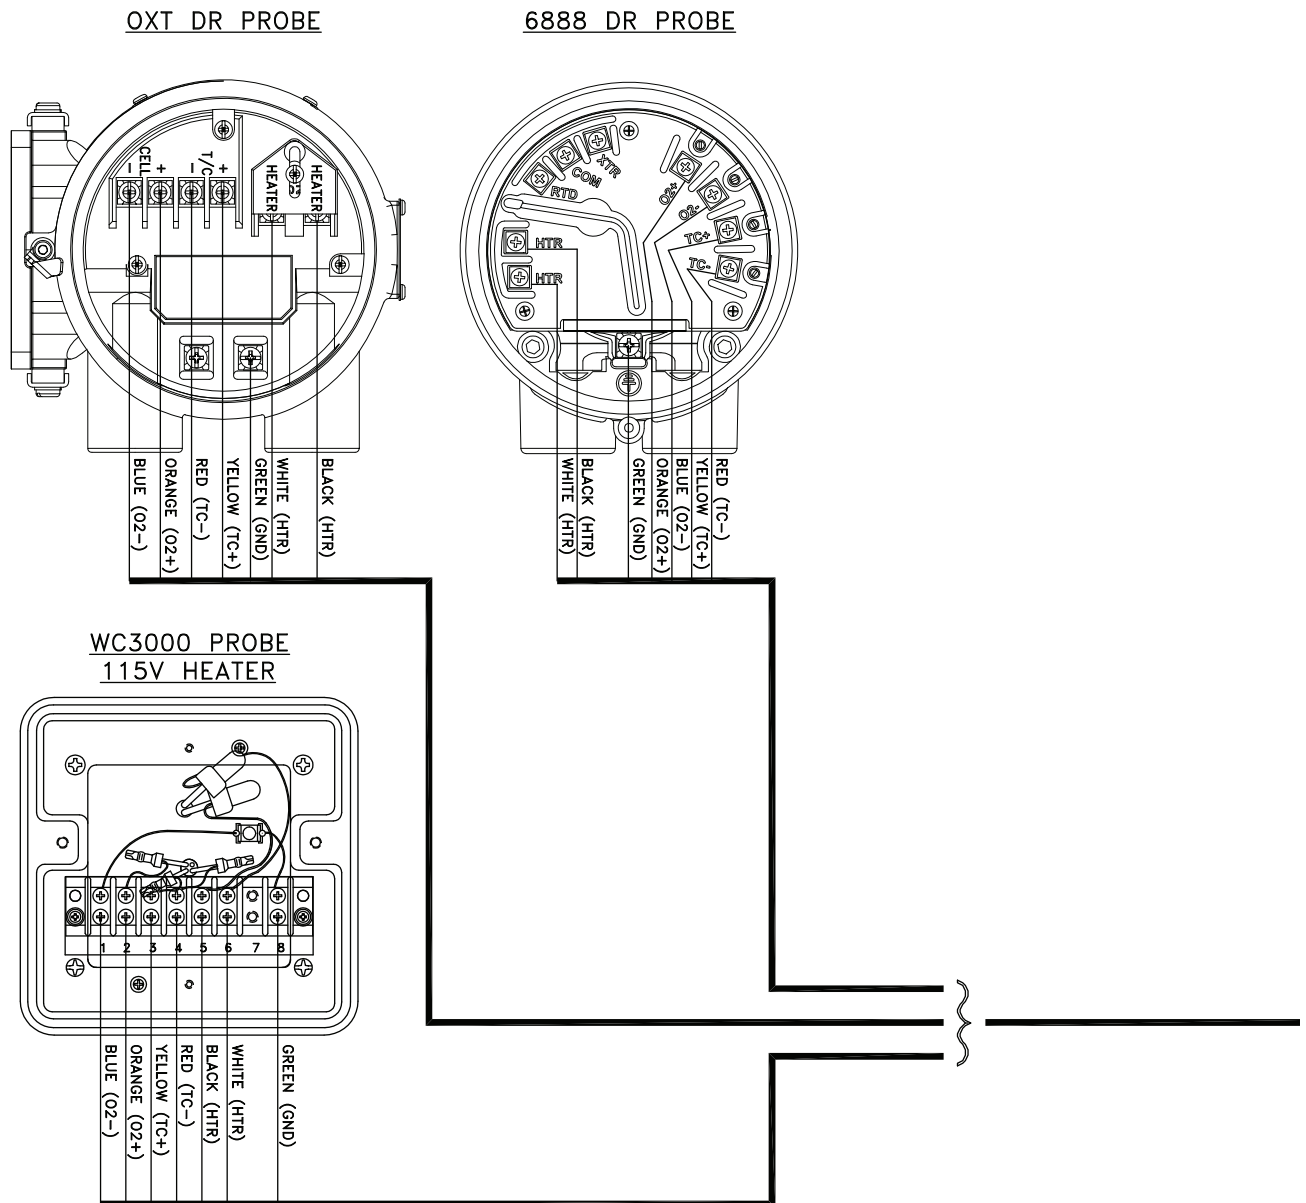 OXT DR PROBE
6888 DR PROBE
CELL
- +
T/C
- +
HEATER
HEATER
XTR
COM
RTD
HTR
HTR
O2+
O2-
TC+
TC-
BLUE (O2-)
ORANGE (O2+)
RED (TC-)
YELLOW (TC+)
GREEN (GND)
WHITE (HTR)
BLACK (HTR)
WHITE (HTR)
BLACK (HTR)
GREEN (GND)
ORANGE (O2+)
BLUE (O2-)
YELLOW (TC+)
RED (TC-)
WC3000 PROBE
115V HEATER
1 2 3 4 5 6 7 8
BLUE (O2-)
ORANGE (O2+)
YELLOW (TC+)
RED (TC-)
BLACK (HTR)
WHITE (HTR)
GREEN (GND)